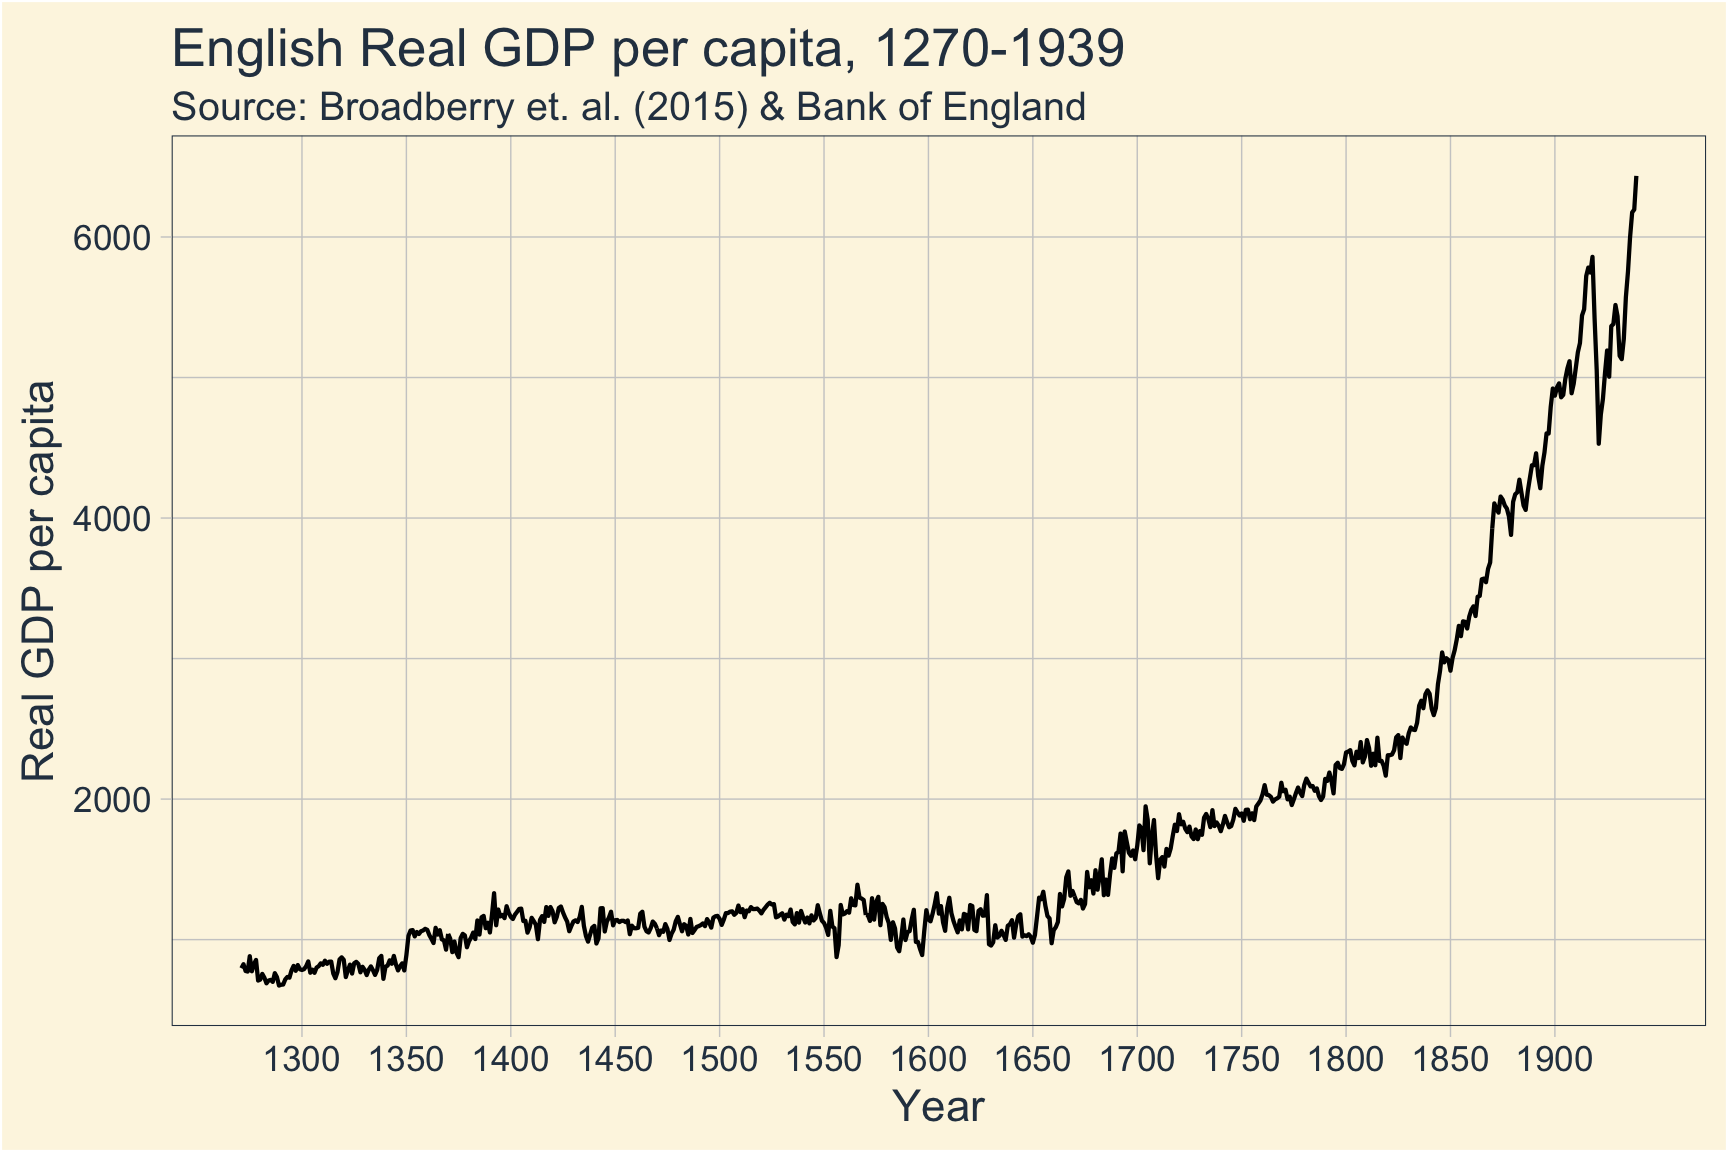 English Real GDP per capita, 1270-1939
Source: Broadberry et. al. (2015) & Bank of England
Real GDP per capita
6000
4000
2000
1300 1350 1400 1450 1500 1550 1600 1650 1700 1750 1800 1850 1900
Year